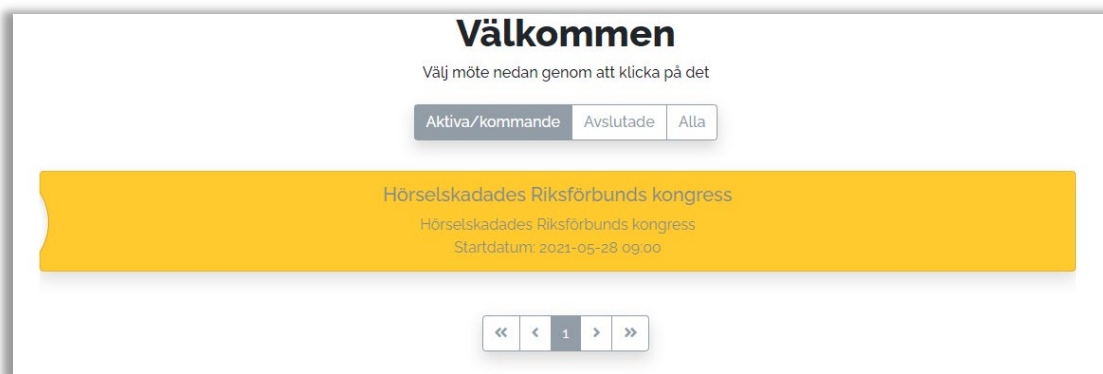 Välkommen
Välj möte nedan genom att klicka på det
Aktiva/kommande Avslutade Alla
Hörselskadades Riksförbunds kongress
Hörselskadades Riksförbunds kongress
Startdatum: 2021-05-28 09:00
« ‹ 1 › »